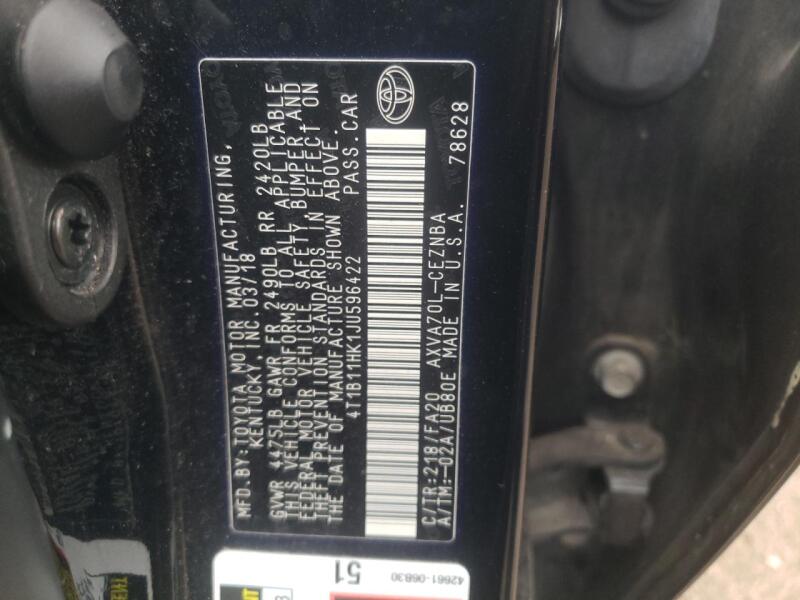 MFD.BY:TOYOTA MOTOR MANUFACTURING,
KENTUCKY, INC. 03/18
GVWR 4475LB GAWR FR 2490LB RR 2420LB
THIS VEHICLE CONFORMS TO ALL APPLICABLE
FEDERAL MOTOR VEHICLE SAFETY, BUMPER AND
THEFT PREVENTION STANDARDS IN EFFECT ON
THE DATE OF MANUFACTURE SHOWN ABOVE.
4T1B11HK1JU596422 PASS.CAR
C/TR:218/FA20 AXVA70L-CEZNBA
A/TM:-02A/UB80E MADE IN U.S.A.
78628
51
42661-06B30